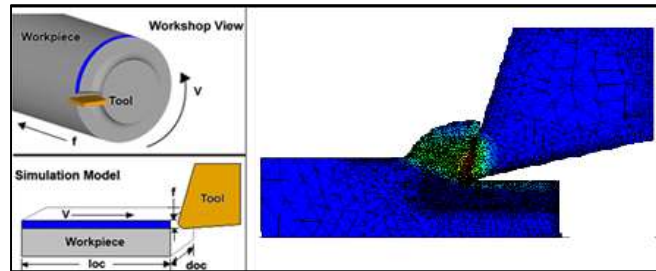 Workshop View
Workpiece
Tool
V
f
Simulation Model
f
Tool
V
Workpiece
loc
doc